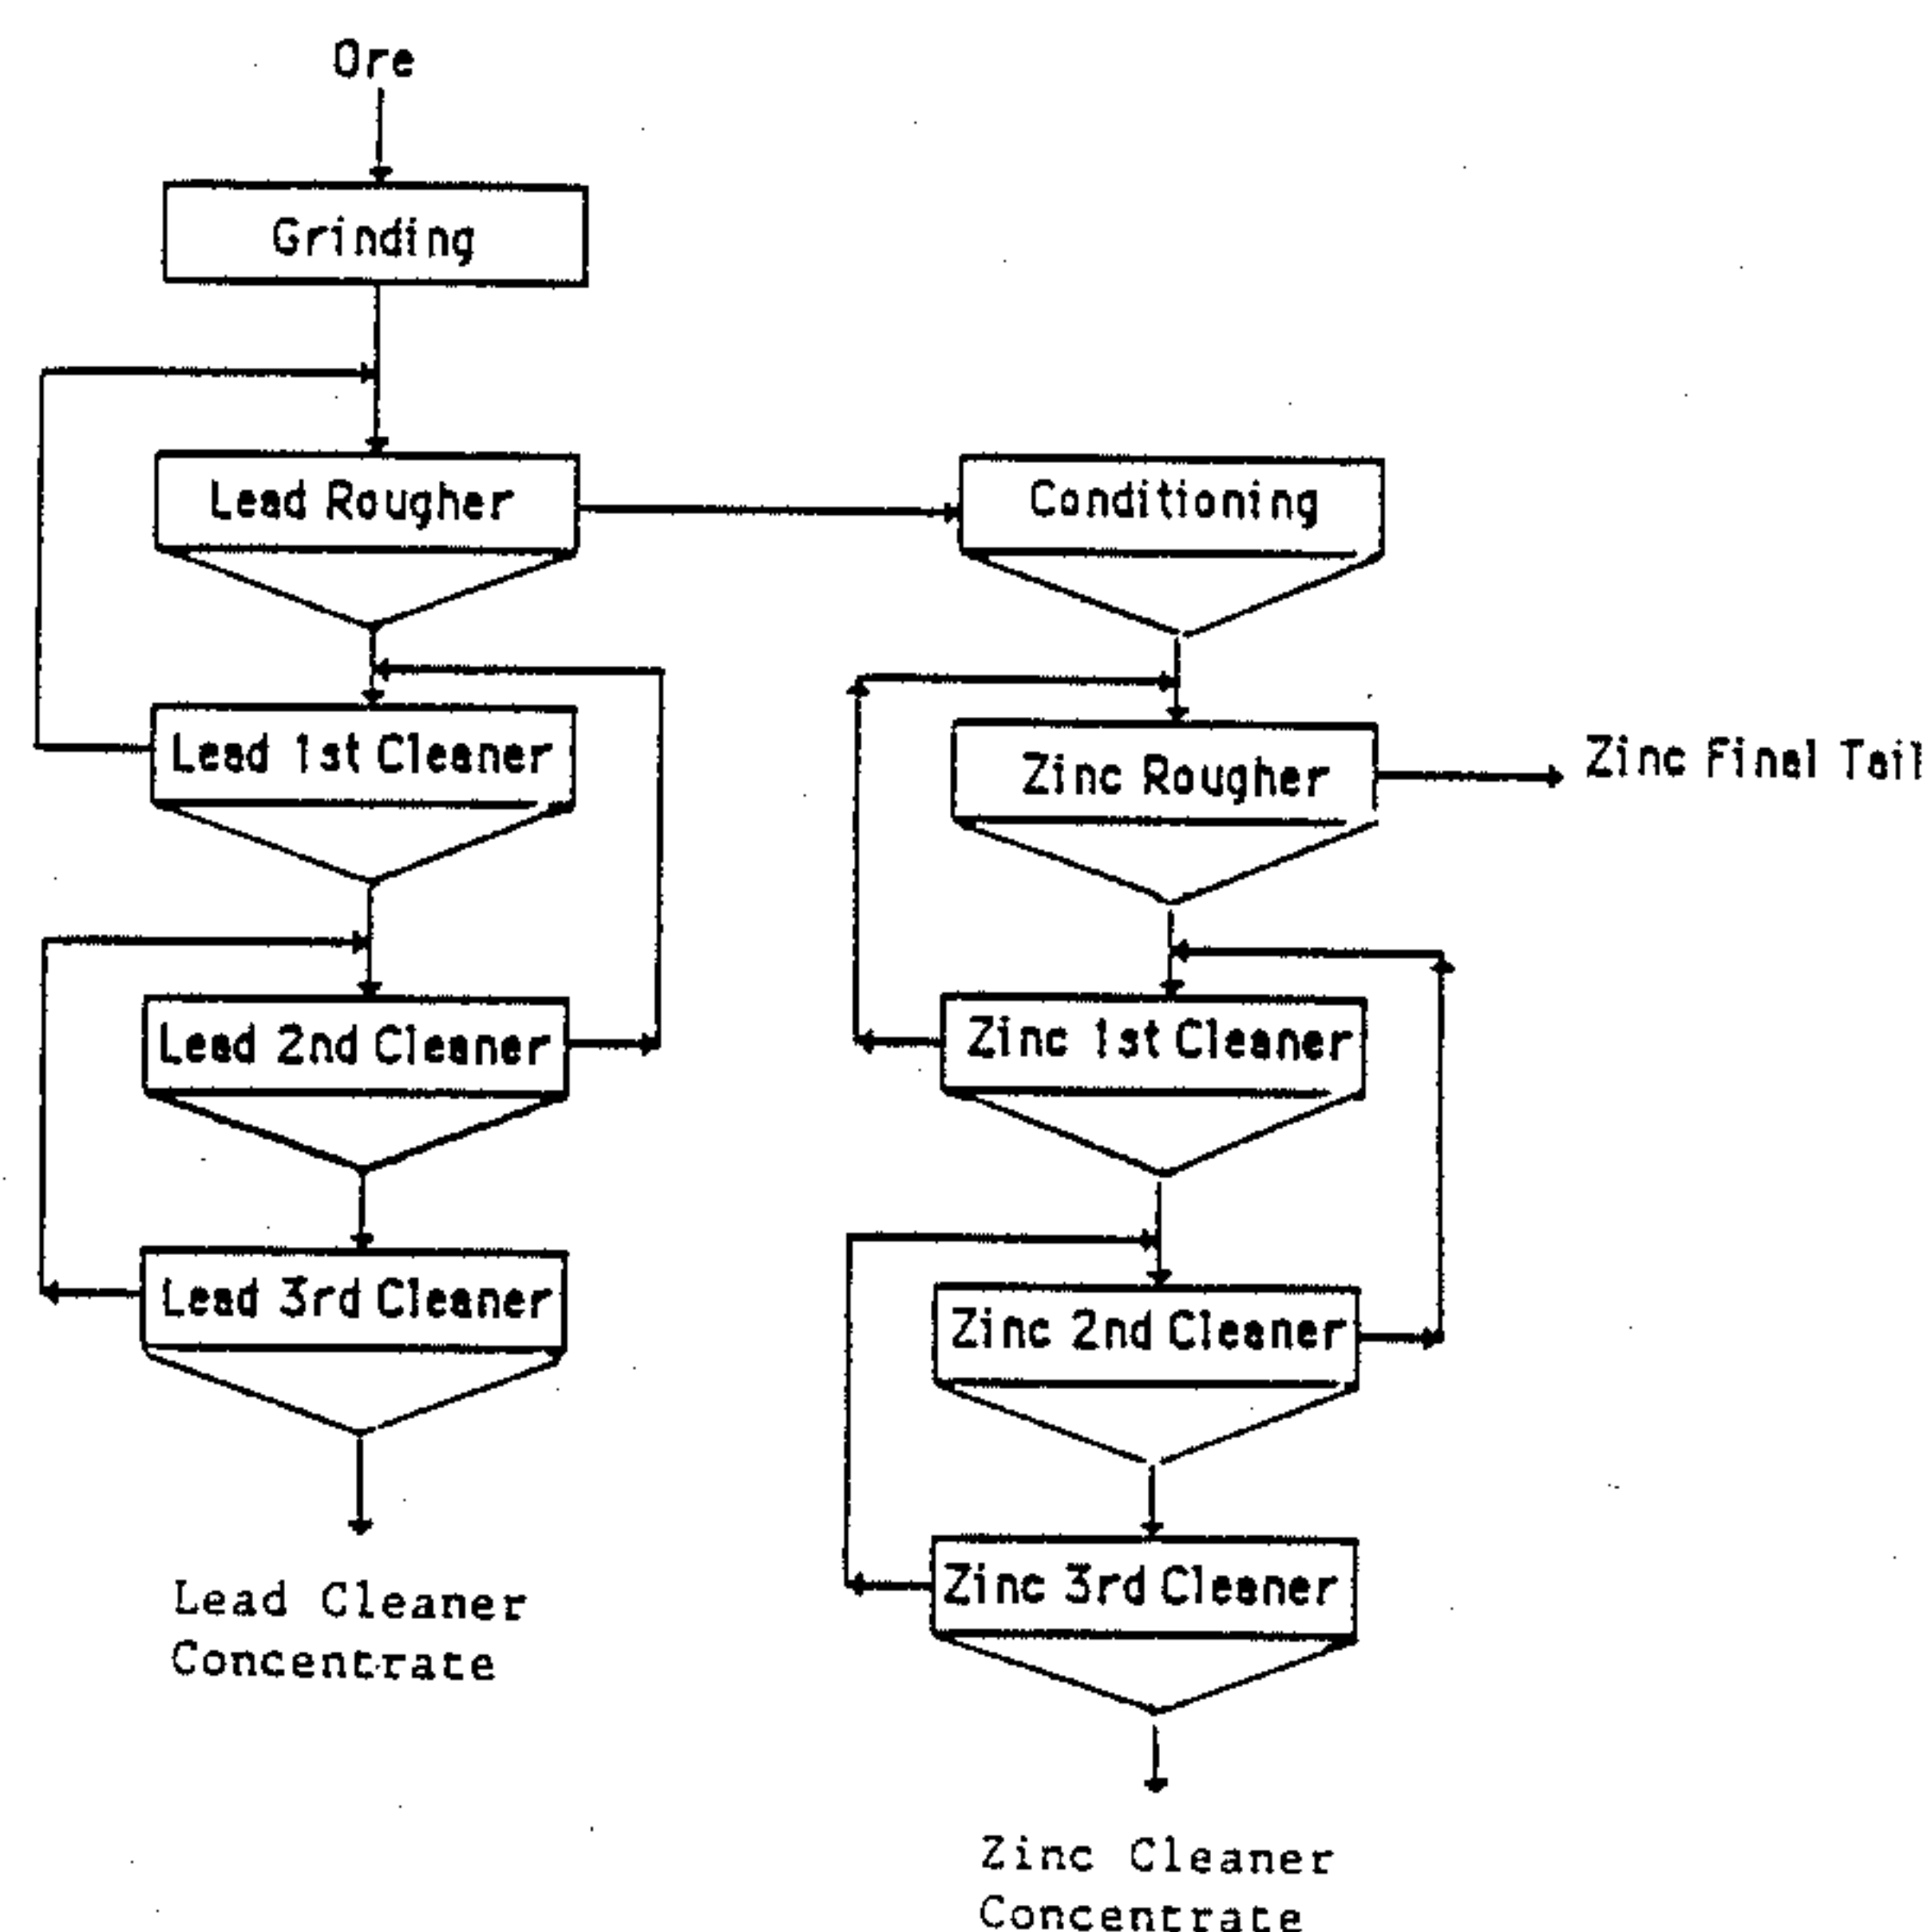 Ore
Grinding
Lead Rougher
Conditioning
Lead 1st Cleaner
Zinc Rougher
Zinc Final Tail
Lead 2nd Cleaner
Zinc 1st Cleaner
Lead 3rd Cleaner
Zinc 2nd Cleaner
Zinc 3rd Cleaner
Lead Cleaner
Concentrate
Zinc Cleaner
Concentrate